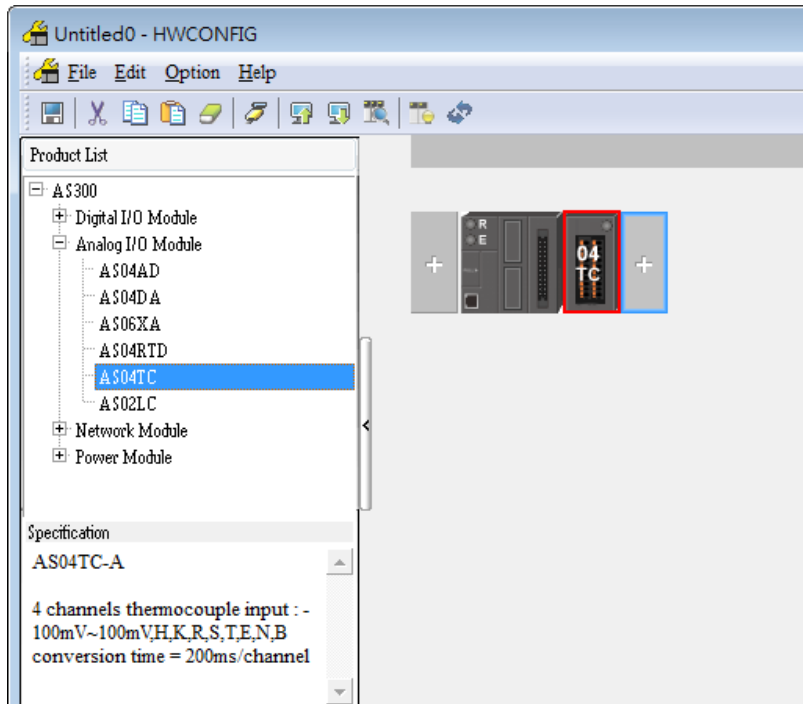 Untitled0 - HWCONFIG
File Edit Option Help
Product List
AS300
Digital I/O Module
Analog I/O Module
AS04AD
AS04DA
AS06XA
AS04RTD
AS04TC
AS02LC
Network Module
Power Module
R
E
04
TC
Specification
AS04TC-A
4 channels thermocouple input : -
100mV~100mV,H,K,R,S,T,E,N,B
conversion time = 200ms/channel